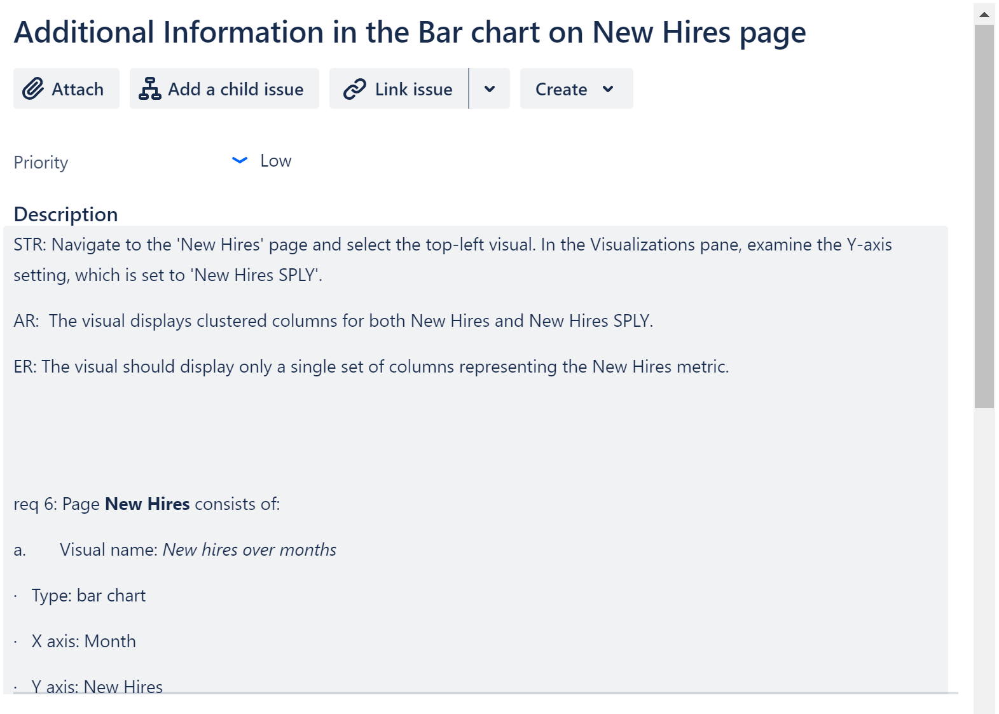 Additional Information in the Bar chart on New Hires page
Attach
Add a child issue
Link issue
Create
Priority
Low
Description
STR: Navigate to the 'New Hires' page and select the top-left visual. In the Visualizations pane, examine the Y-axis
setting, which is set to 'New Hires SPLY'.
AR:  The visual displays clustered columns for both New Hires and New Hires SPLY.
ER: The visual should display only a single set of columns representing the New Hires metric.
req 6: Page New Hires consists of:
a. Visual name: New hires over months
· Type: bar chart
· X axis: Month
· Y axis: New Hires